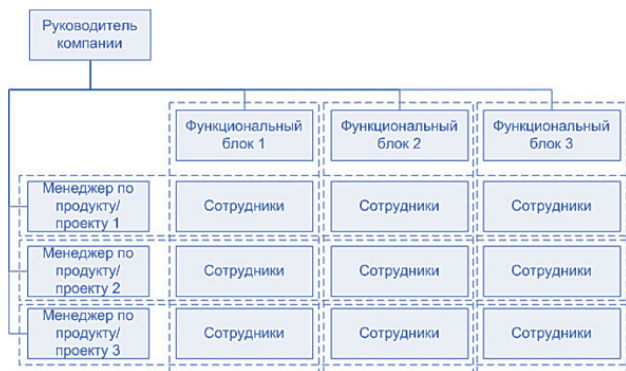 Руководитель
компании
Функциональный
блок 1
Функциональный
блок 2
Функциональный
блок 3
Менеджер по
продукту/
проекту 1
Сотрудники
Сотрудники
Сотрудники
Менеджер по
продукту/
проекту 2
Сотрудники
Сотрудники
Сотрудники
Менеджер по
продукту/
проекту 3
Сотрудники
Сотрудники
Сотрудники